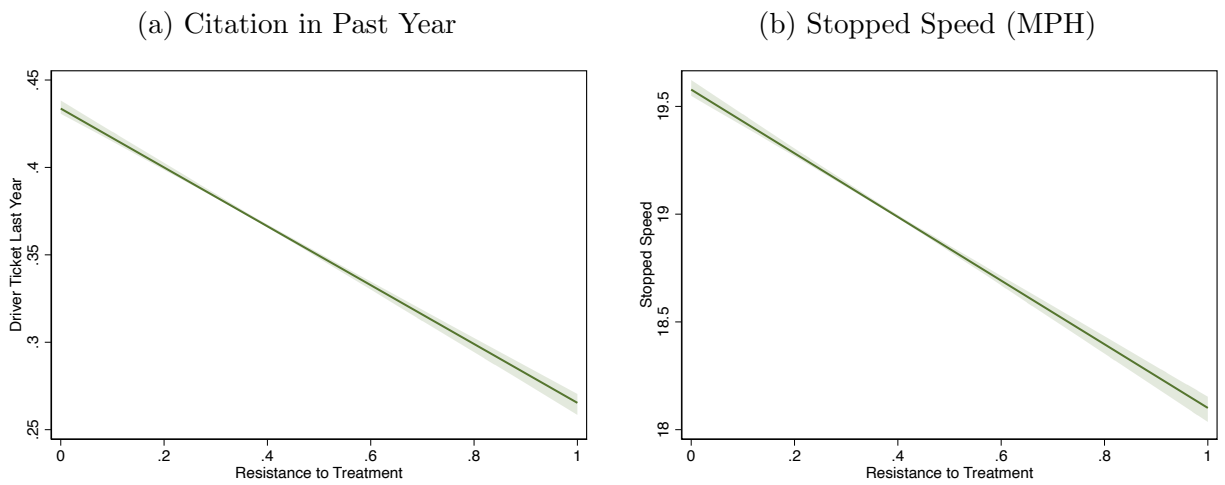 (a) Citation in Past Year
.45
.4
.35
.3
.25
Driver Ticket Last Year
0 .2 .4 .6 .8 1
Resistance to Treatment
(b) Stopped Speed (MPH)
19.5
19
18.5
18
Stopped Speed
0 .2 .4 .6 .8 1
Resistance to Treatment